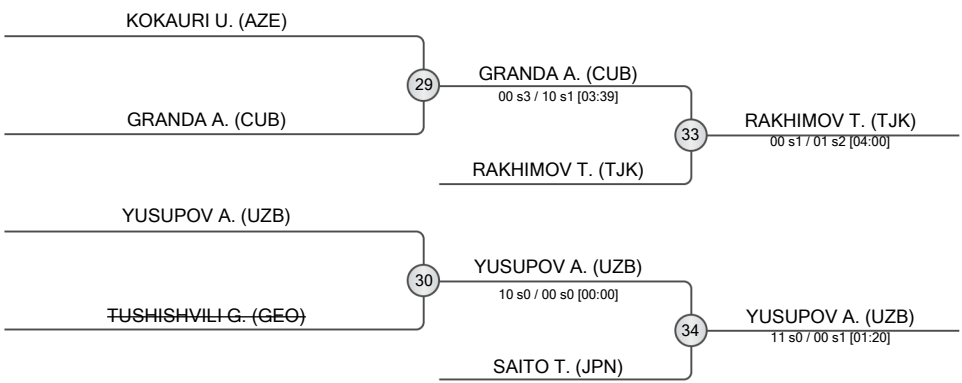 KOKAURI U. (AZE)
29
GRANDA A. (CUB)
GRANDA A. (CUB)
00 s3 / 10 s1 [03:39]
33
RAKHIMOV T. (TJK)
RAKHIMOV T. (TJK)
00 s1 / 01 s2 [04:00]
YUSUPOV A. (UZB)
30
TUSHISHVILI G. (GEO)
YUSUPOV A. (UZB)
10 s0 / 00 s0 [00:00]
34
SAITO T. (JPN)
YUSUPOV A. (UZB)
11 s0 / 00 s1 [01:20]